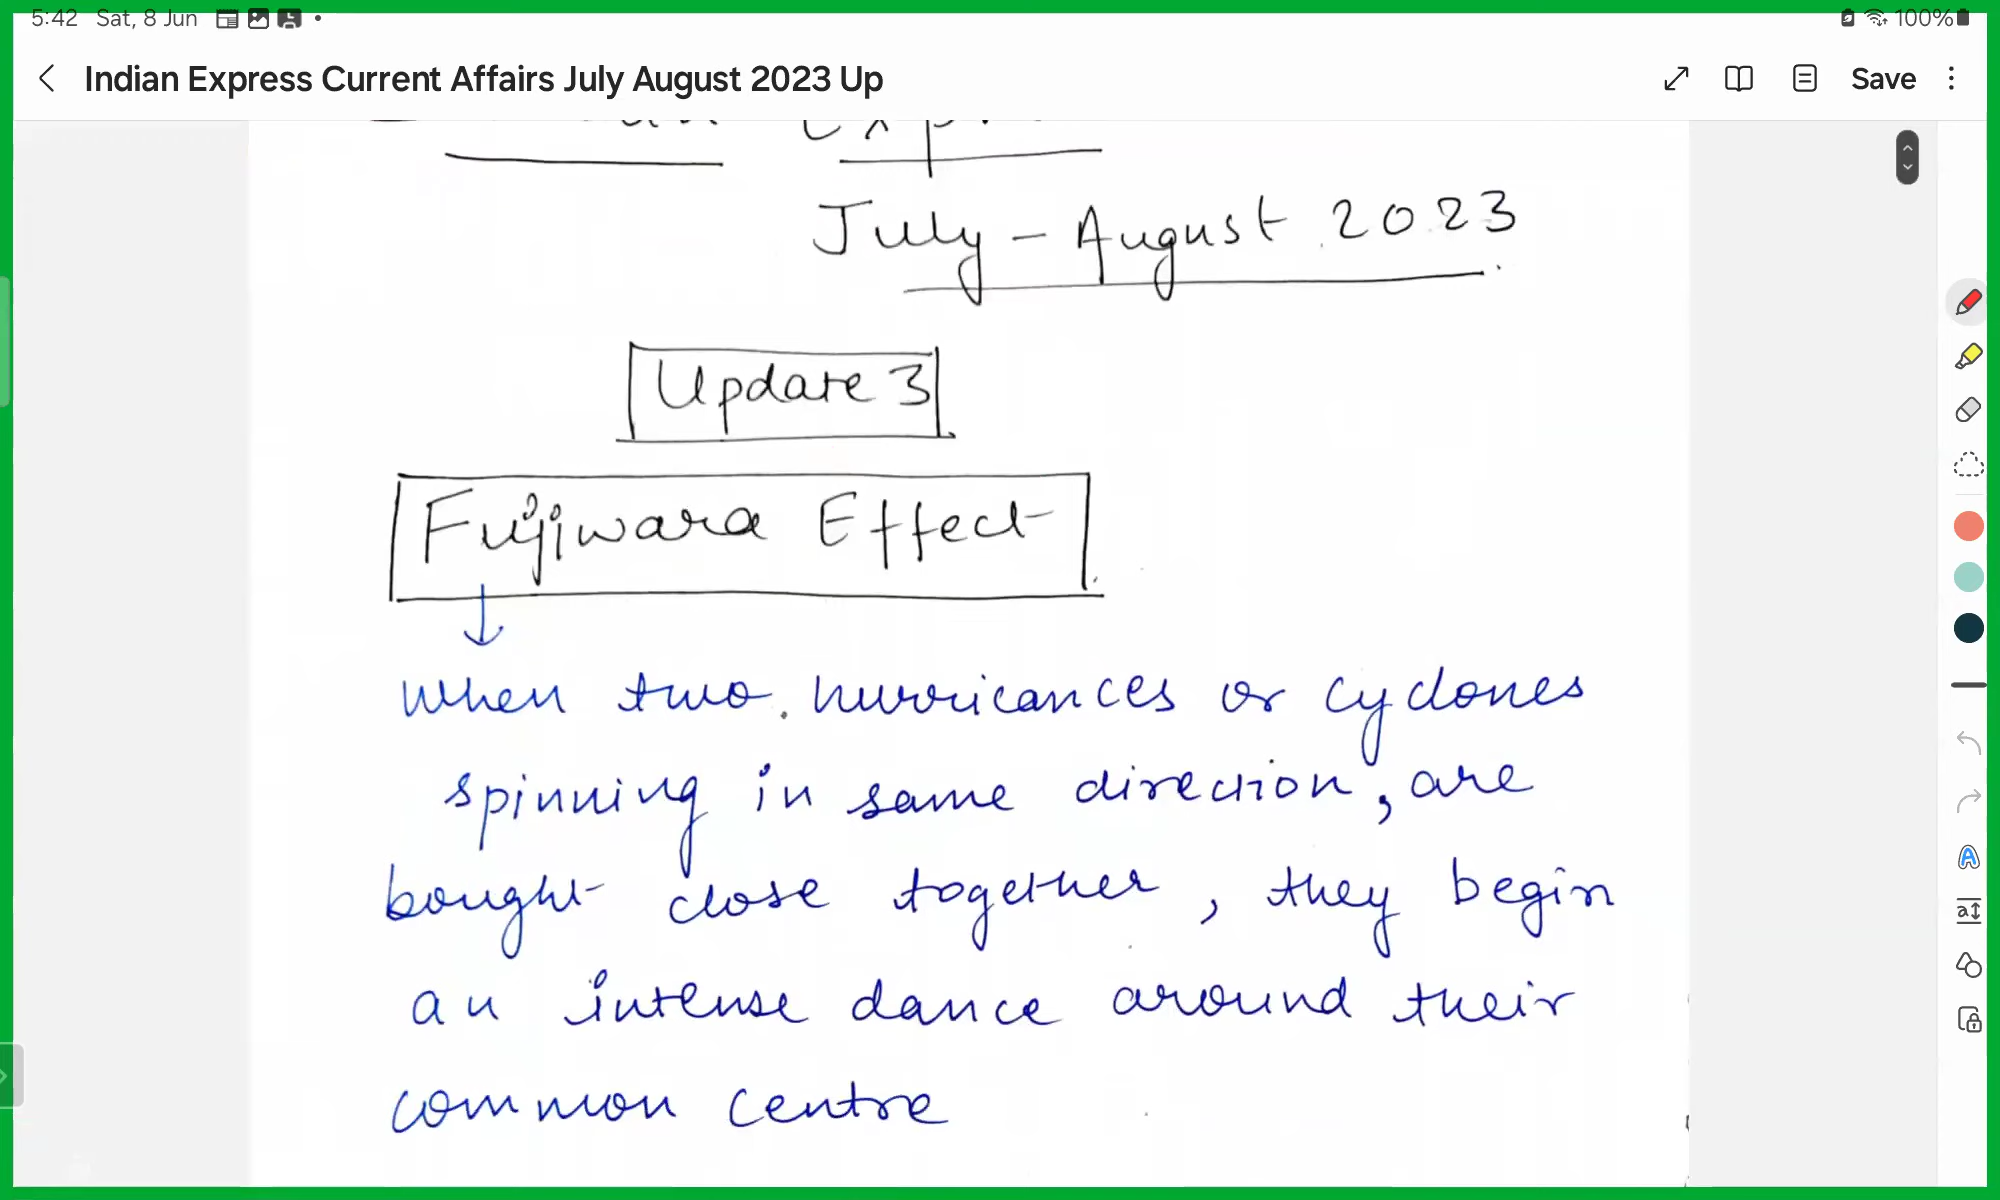 5:42 Sat, 8 Jun
100%
Indian Express Current Affairs July August 2023 Up
Save
July - August 2023
Update 3
Fujiwara Effect
When two hurricances or cyclones
spinning in same direction, are
bought close together, they begin
an intense dance around their
common centre